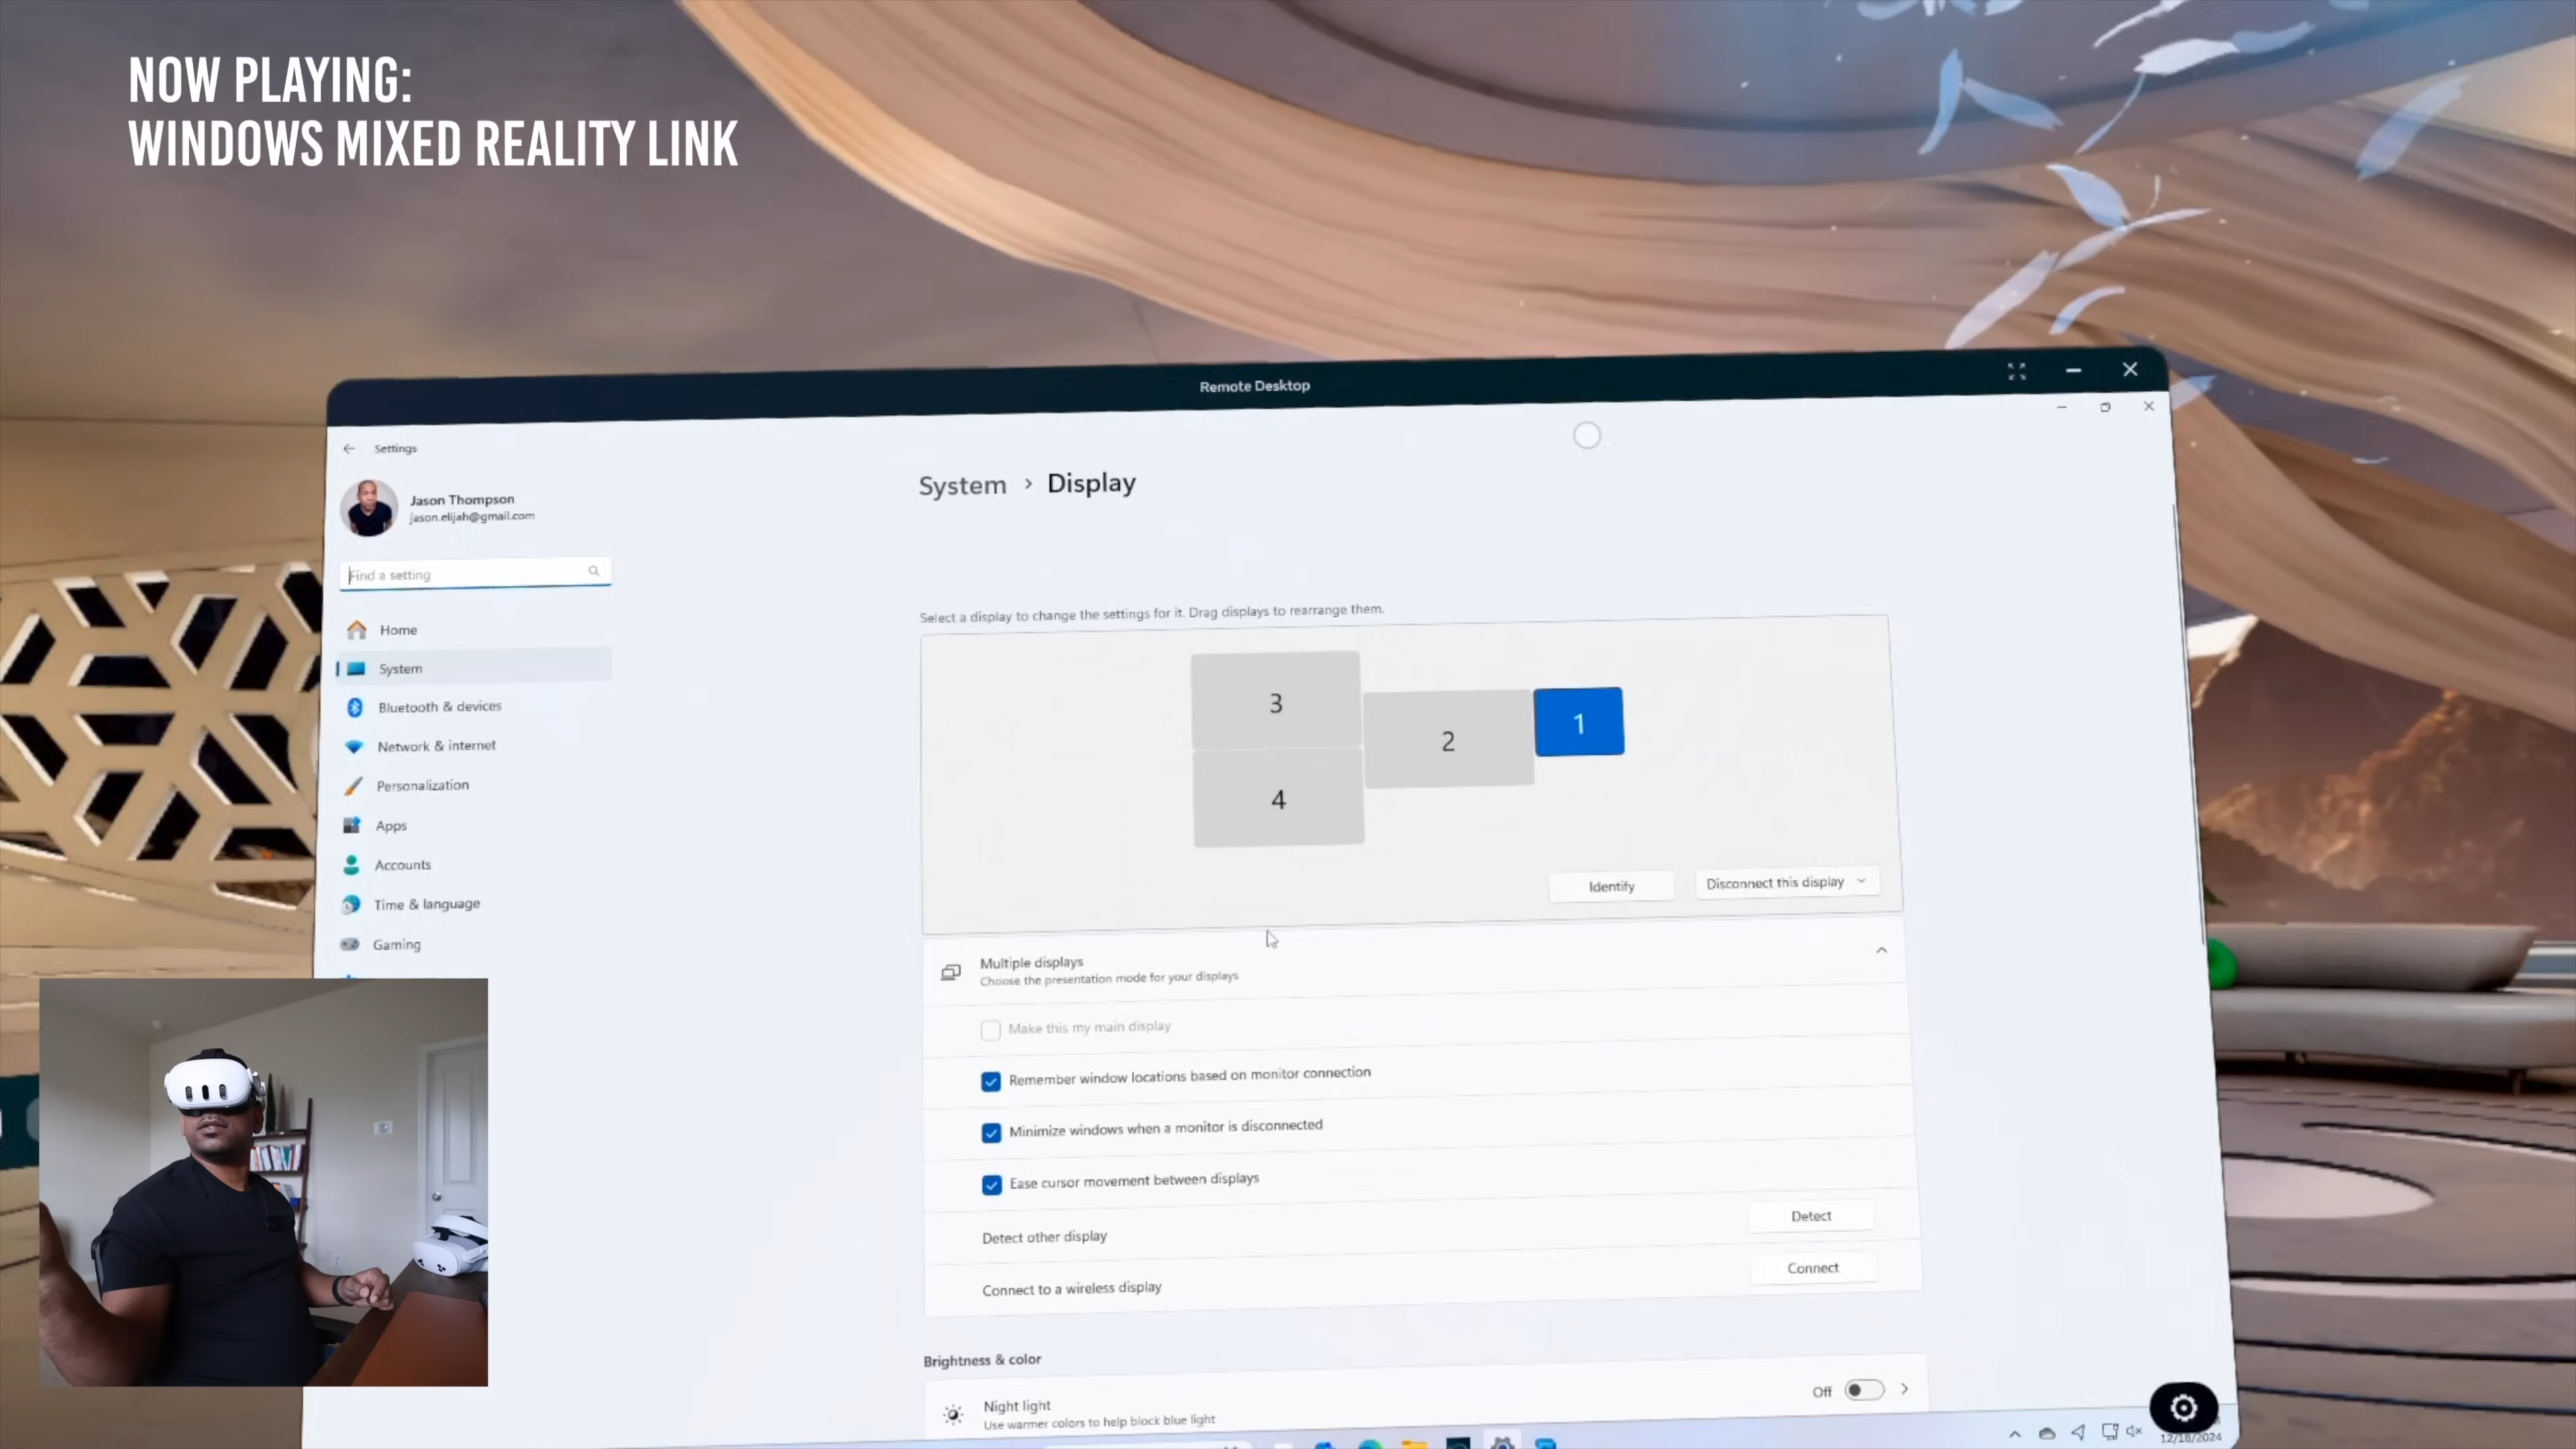 NOW PLAYING:
WINDOWS MIXED REALITY LINK
Remote Desktop
Settings
Jason Thompson
jason.elijah@gmail.com
Find a setting
Home
System
Bluetooth & devices
Network & internet
Personalization
Apps
Accounts
Time & language
Gaming
System > Display
Select a display to change the settings for it. Drag displays to rearrange them.
3
2
1
4
Identify
Disconnect this display
Multiple displays
Choose the presentation mode for your displays
Make this my main display
Remember window locations based on monitor connection
Minimize windows when a monitor is disconnected
Ease cursor movement between displays
Detect other display
Detect
Connect to a wireless display
Connect
Brightness & color
Night light
Use warmer colors to help block blue light
Off
12/18/2024